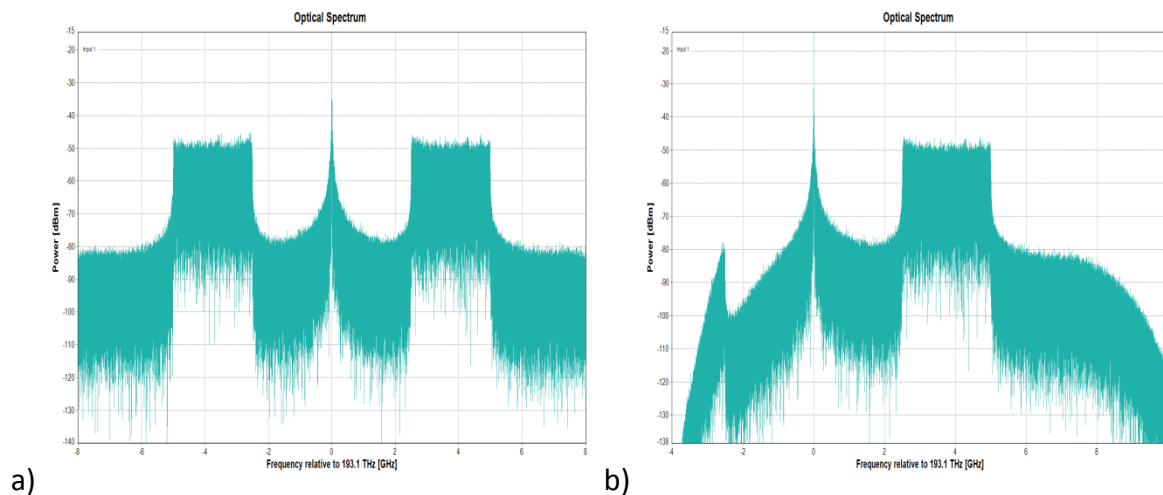 Optical Spectrum
Input 1
Power [dBm]
-15
-20
-30
-40
-50
-60
-70
-80
-90
-100
-110
-120
-130
-140
-8 -6 -4 -2 0 2 4 6 8
Frequency relative to 193.1 THz [GHz]
a)
Optical Spectrum
Input 1
Power [dBm]
-15
-20
-30
-40
-50
-60
-70
-80
-90
-100
-110
-120
-130
-138
-4 -2 0 2 4 6 8
Frequency relative to 193.1 THz [GHz]
b)